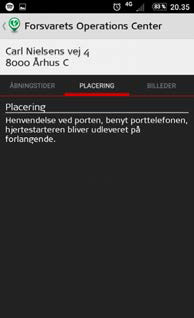 4G
20.35
Forsvarets Operations Center
Carl Nielsens vej 4
8000 Århus C
ÅBNINGSTIDER PLACERING BILLEDER
Placering
Henvendelse ved porten, benyt porttelefonen,
hjertestarteren bliver udleveret på
forlangende.